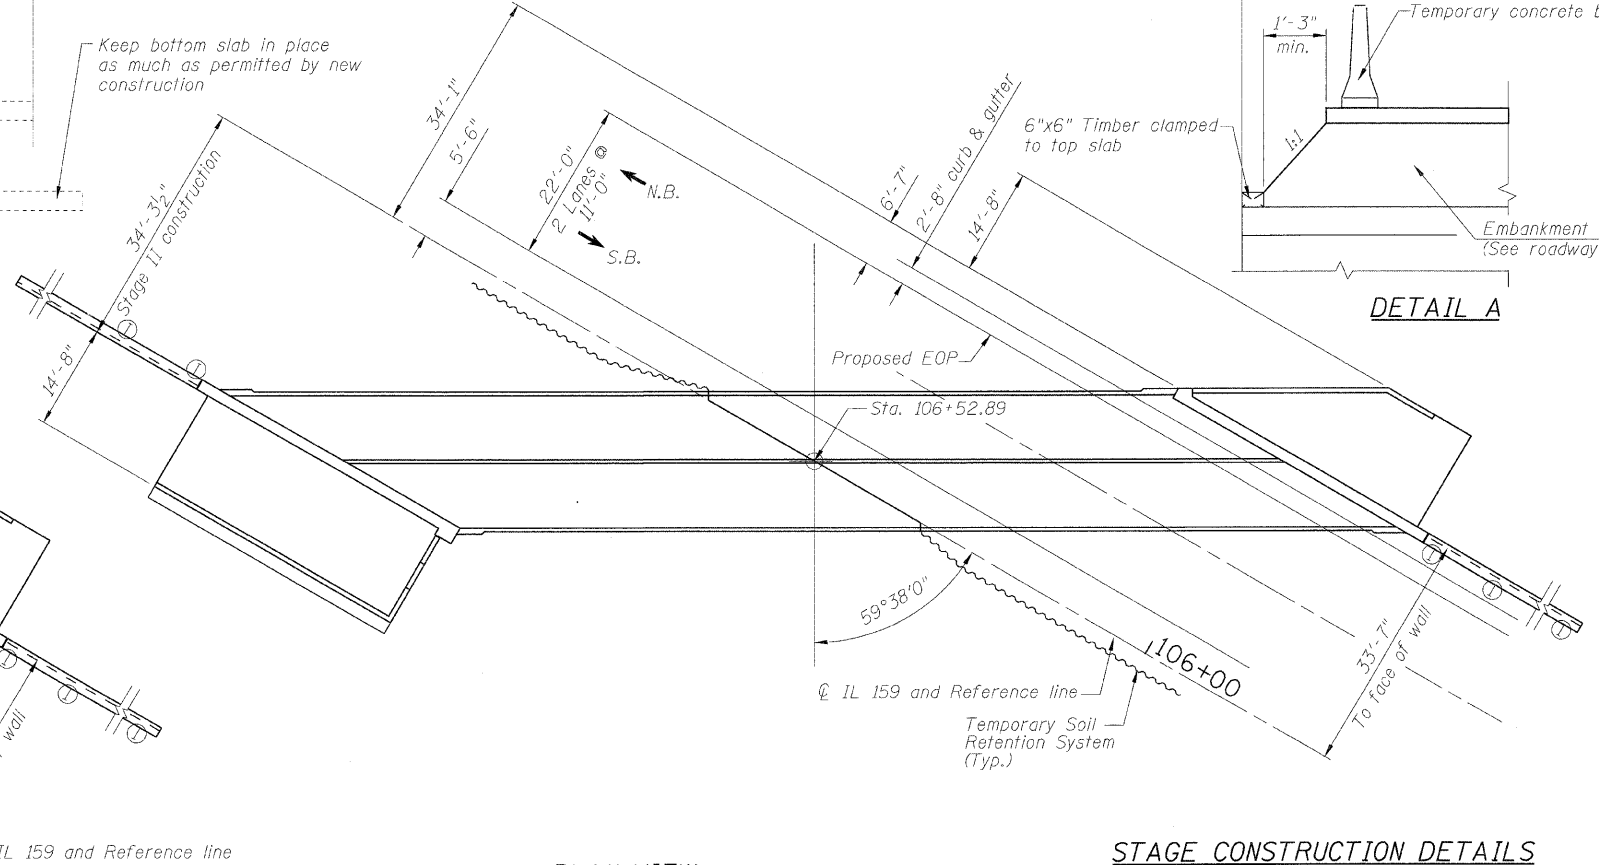 Keep bottom slab in place
as much as permitted by new
construction
34'-3½"
Stage II construction
14'-8"
34'-1"
5'-6"
22'-0"
2 Lanes @
11'-0"
N.B.
S.B.
6'-7"
2'-8" curb & gutter
14'-8"
Proposed EOP
Sta. 106+52.89
59°38'0"
106+00
℄ IL 159 and Reference line
Temporary Soil
Retention System
(Typ.)
33'-7"
To face of wall
1'-3"
min.
Temporary concrete
6"x6" Timber clamped
to top slab
1:1
Embankment
(See roadway
DETAIL A
wall
IL 159 and Reference line
STAGE CONSTRUCTION DETAILS